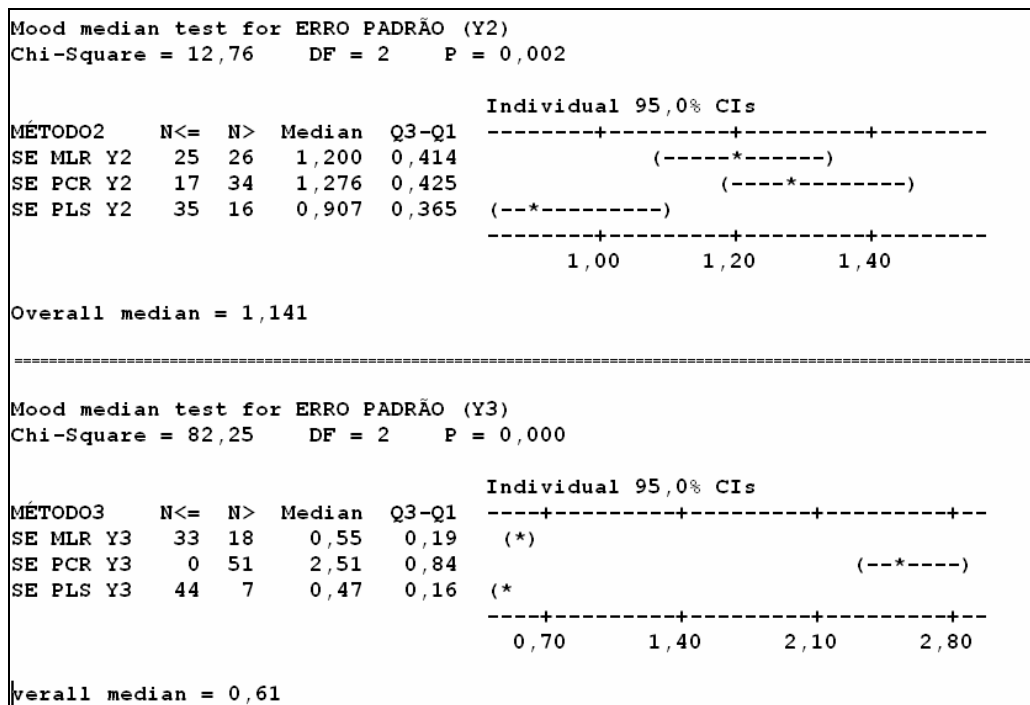 Mood median test for ERRO PADRÃO (Y2)
Chi-Square = 12,76    DF = 2    P = 0,002
Individual 95,0% CIs
MÉTODO2    N<=  N>  Median  Q3-Q1  --------+---------+---------+--------
SE MLR Y2  25  26  1,200  0,414  (-----*------)
SE PCR Y2  17  34  1,276  0,425  (----*--------)
SE PLS Y2  35  16  0,907  0,365  (--*---------)
--------+---------+---------+--------
1,00  1,20  1,40
Overall median = 1,141
Mood median test for ERRO PADRÃO (Y3)
Chi-Square = 82,25    DF = 2    P = 0,000
Individual 95,0% CIs
MÉTODO3    N<=  N>  Median  Q3-Q1  ----+---------+---------+---------+--
SE MLR Y3  33  18  0,55  0,19  (*)
SE PCR Y3  0  51  2,51  0,84  (--*----)
SE PLS Y3  44  7  0,47  0,16  (*
----+---------+---------+---------+--
0,70  1,40  2,10  2,80
verall median = 0,61